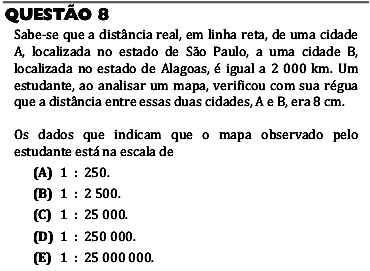 QUESTÃO 8
Sabe-se que a distância real, em linha reta, de uma cidade
A, localizada no estado de São Paulo, a uma cidade B,
localizada no estado de Alagoas, é igual a 2 000 km. Um
estudante, ao analisar um mapa, verificou com sua régua
que a distância entre essas duas cidades, A e B, era 8 cm.
Os dados que indicam que o mapa observado pelo
estudante está na escala de
(A) 1 : 250.
(B) 1 : 2 500.
(C) 1 : 25 000.
(D) 1 : 250 000.
(E) 1 : 25 000 000.